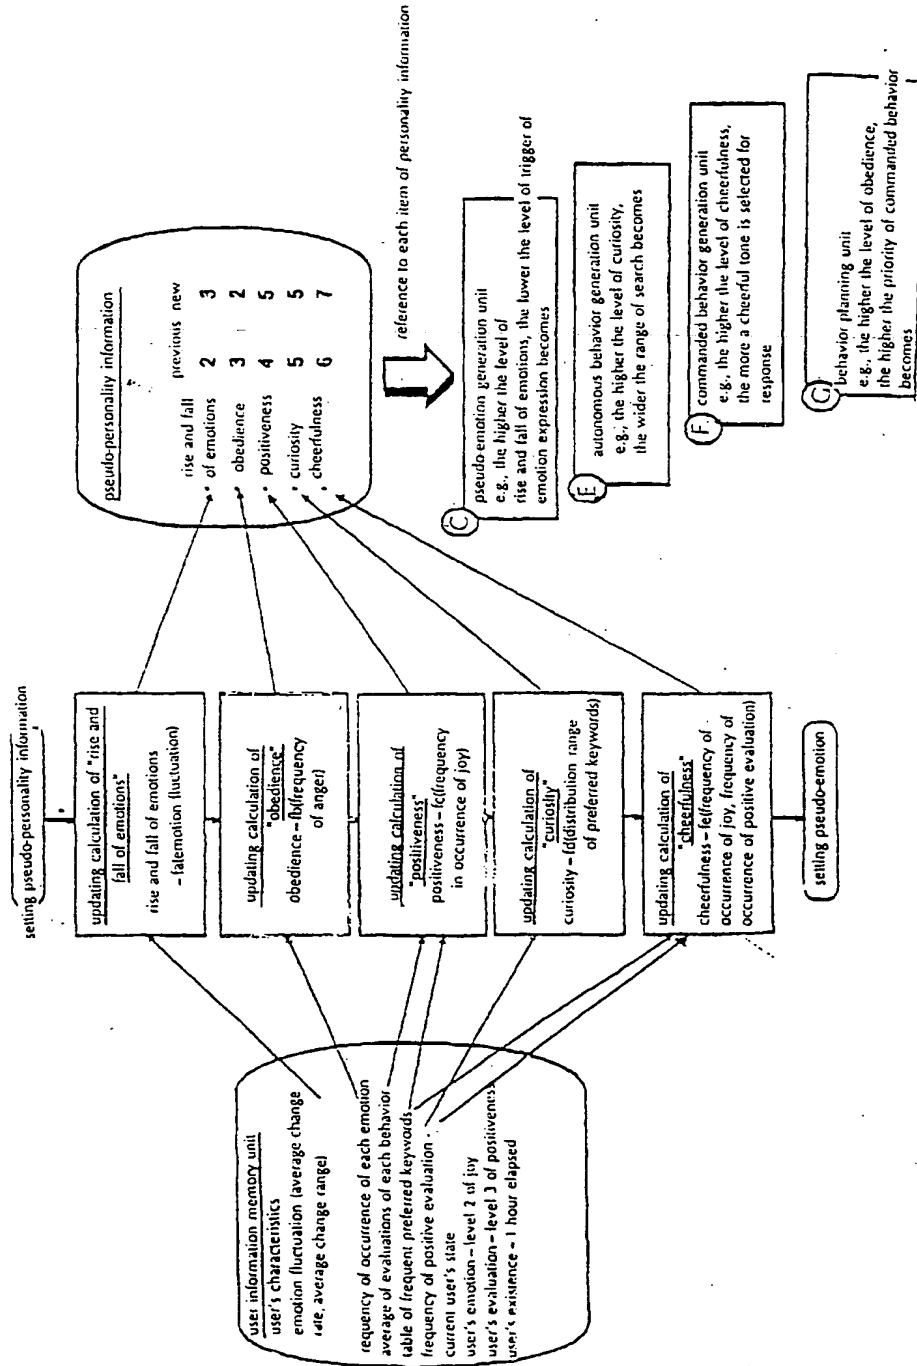 setting pseudo-personality information
user information memory unit
user's characteristics
emotion fluctuation (average change
rate, average change range)
requency of occurrence of each emotion
average of evaluations of each behavior
table of frequent preferred keywords
frequency of positive evaluation
current user's state
user's emotion – level 2 of joy
user's evaluation – level 3 of positiveness
user's existence – 1 hour elapsed
updating calculation of "rise and
fall of emotions"
rise and fall of emotions
– fa(emotion fluctuation)
updating calculation of
"obedience"
obedience – fb(frequency
of anger)
updating calculation of
"positiveness"
positiveness – fc(frequency
in occurrence of joy)
updating calculation of
"curiosity"
curiosity – fd(distribution range
of preferred keywords)
updating calculation of
"cheerfulness"
cheerfulness – fe(frequency of
occurrence of joy, frequency of
occurrence of positive evaluation)
setting pseudo-emotion
pseudo-personality information
previous new
rise and fall
• of emotions 2 3
• obedience 3 2
• positiveness 4 5
• curiosity 5 5
• cheerfulness 6 7
reference to each item of personality information
C
pseudo-emotion generation unit
e.g., the higher the level of
rise and fall of emotions, the lower the level of trigger of
emotion expression becomes
E
autonomous behavior generation unit
e.g., the higher the level of curiosity,
the wider the range of search becomes
F
commanded behavior generation unit
e.g., the higher the level of cheerfulness,
the more a cheerful tone is selected for
response
G
behavior planning unit
e.g., the higher the level of obedience,
the higher the priority of commanded behavior
becomes